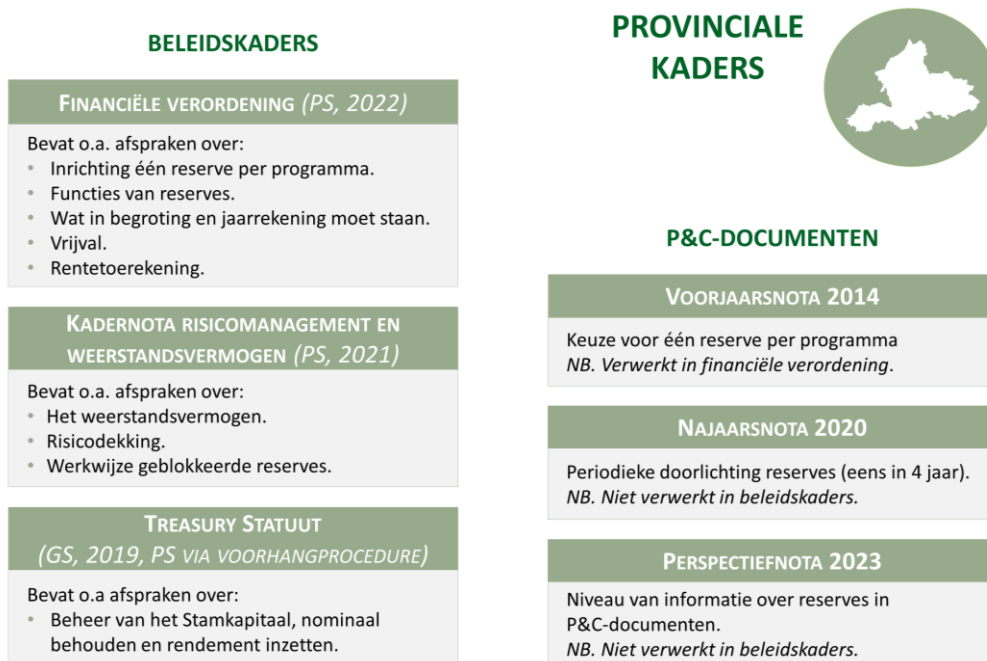 BELEIDSKADERS
FINANCIËLE VERORDENING (PS, 2022)
Bevat o.a. afspraken over:
• Inrichting één reserve per programma.
• Functies van reserves.
• Wat in begroting en jaarrekening moet staan.
• Vrijval.
• Rentetoerekening.
KADERNOTA RISICOMANAGEMENT EN
WEERSTANDSVERMOGEN (PS, 2021)
Bevat o.a. afspraken over:
• Het weerstandsvermogen.
• Risicodekking.
• Werkwijze geblokkeerde reserves.
TREASURY STATUUT
(GS, 2019, PS VIA VOORHANGPROCEDURE)
Bevat o.a afspraken over:
• Beheer van het Stamkapitaal, nominaal
behouden en rendement inzetten.
PROVINCIALE
KADERS
P&C-DOCUMENTEN
VOORJAARSNOTA 2014
Keuze voor één reserve per programma
NB. Verwerkt in financiële verordening.
NAJAARSNOTA 2020
Periodieke doorlichting reserves (eens in 4 jaar).
NB. Niet verwerkt in beleidskaders.
PERSPECTIEFNOTA 2023
Niveau van informatie over reserves in
P&C-documenten.
NB. Niet verwerkt in beleidskaders.